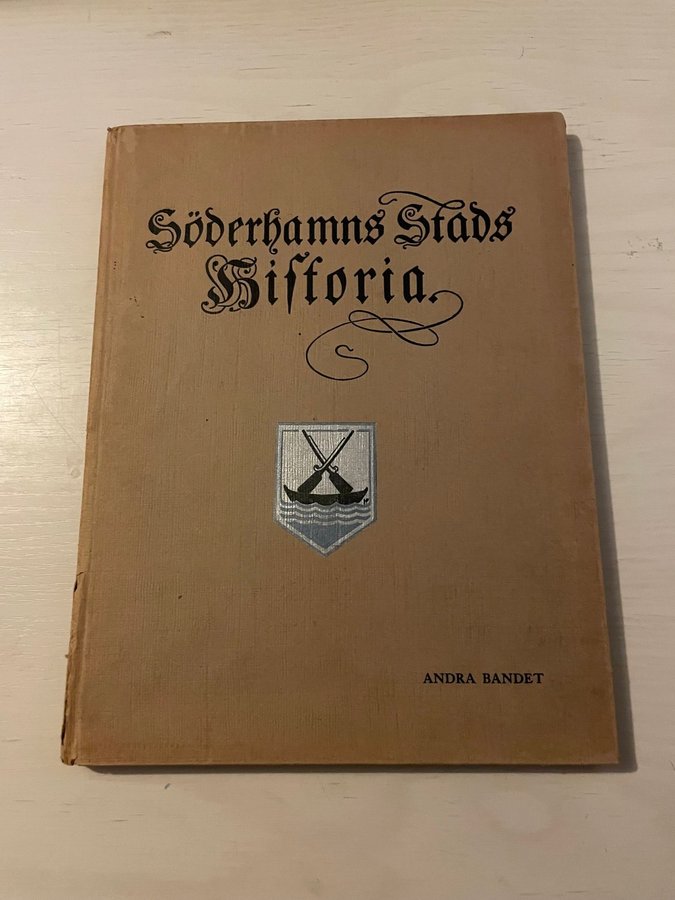 Söderhamns Stads
Hiſtoria.
ANDRA BANDET